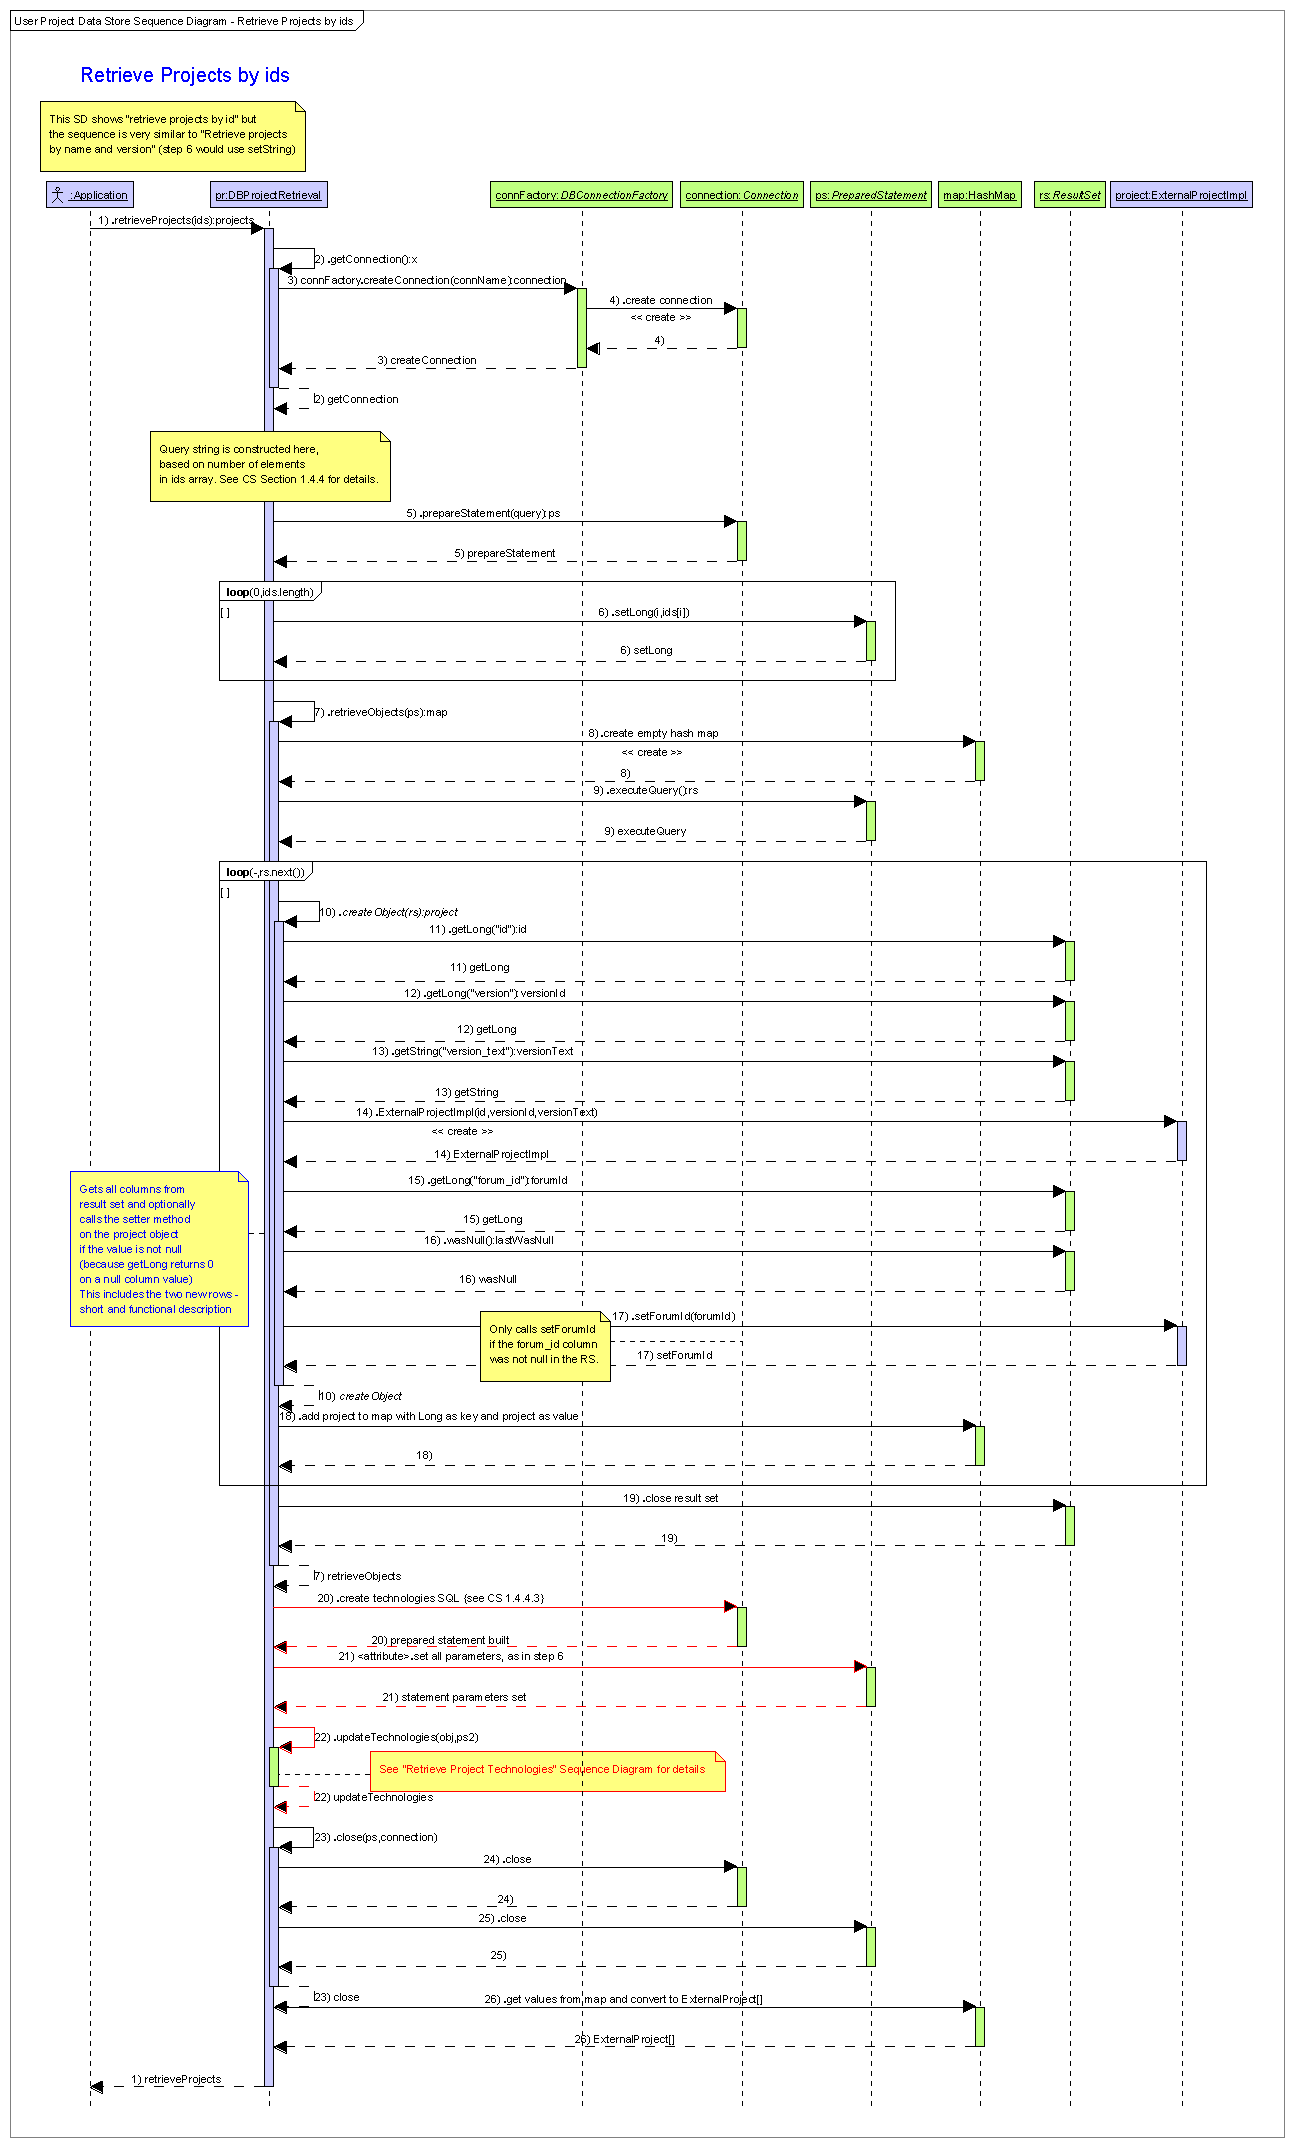 User Project Data Store Sequence Diagram - Retrieve Projects by ids
Retrieve Projects by ids
This SD shows "retrieve projects by id" but
the sequence is very similar to "Retrieve projects
by name and version" (step 6 would use setString)
:Application
pr:DBProjectRetrieval
connFactory:DBConnectionFactory
connection:Connection
ps:PreparedStatement
map:HashMap
rs:ResultSet
project:ExternalProjectImpl
1) .retrieveProjects(ids):projects
2) .getConnection():x
3) connFactory.createConnection(connName):connection
4) .create connection
<< create >>
4)
3) createConnection
2) getConnection
Query string is constructed here,
based on number of elements
in ids array. See CS Section 1.4.4 for details.
5) .prepareStatement(query):ps
5) prepareStatement
loop(0,ids.length)
[ ]
6) .setLong(i,ids[i])
6) setLong
7) .retrieveObjects(ps):map
8) .create empty hash map
<< create >>
8)
9) .executeQuery():rs
9) executeQuery
loop(-,rs.next())
[ ]
10) .createObject(rs):project
11) .getLong("id"):id
11) getLong
12) .getLong("version"):versionId
12) getLong
13) .getString("version_text"):versionText
13) getString
14) .ExternalProjectImpl(id,versionId,versionText)
<< create >>
14) ExternalProjectImpl
Gets all columns from
result set and optionally
calls the setter method
on the project object
if the value is not null
(because getLong returns 0
on a null column value)
This includes the two new rows -
short and functional description
15) .getLong("forum_id"):forumId
15) getLong
16) .wasNull():lastWasNull
16) wasNull
17) .setForumId(forumId)
Only calls setForumId
if the forum_id column
was not null in the RS.
17) setForumId
10) createObject
18) .add project to map with Long as key and project as value
18)
19) .close result set
19)
7) retrieveObjects
20) .create technologies SQL {see CS 1.4.4.3}
20) prepared statement built
21) <attribute>.set all parameters, as in step 6
21) statement parameters set
22) .updateTechnologies(obj,ps2)
See "Retrieve Project Technologies" Sequence Diagram for details
22) updateTechnologies
23) .close(ps,connection)
24) .close
24)
25) .close
25)
23) close
26) .get values from map and convert to ExternalProject[]
26) ExternalProject[]
1) retrieveProjects